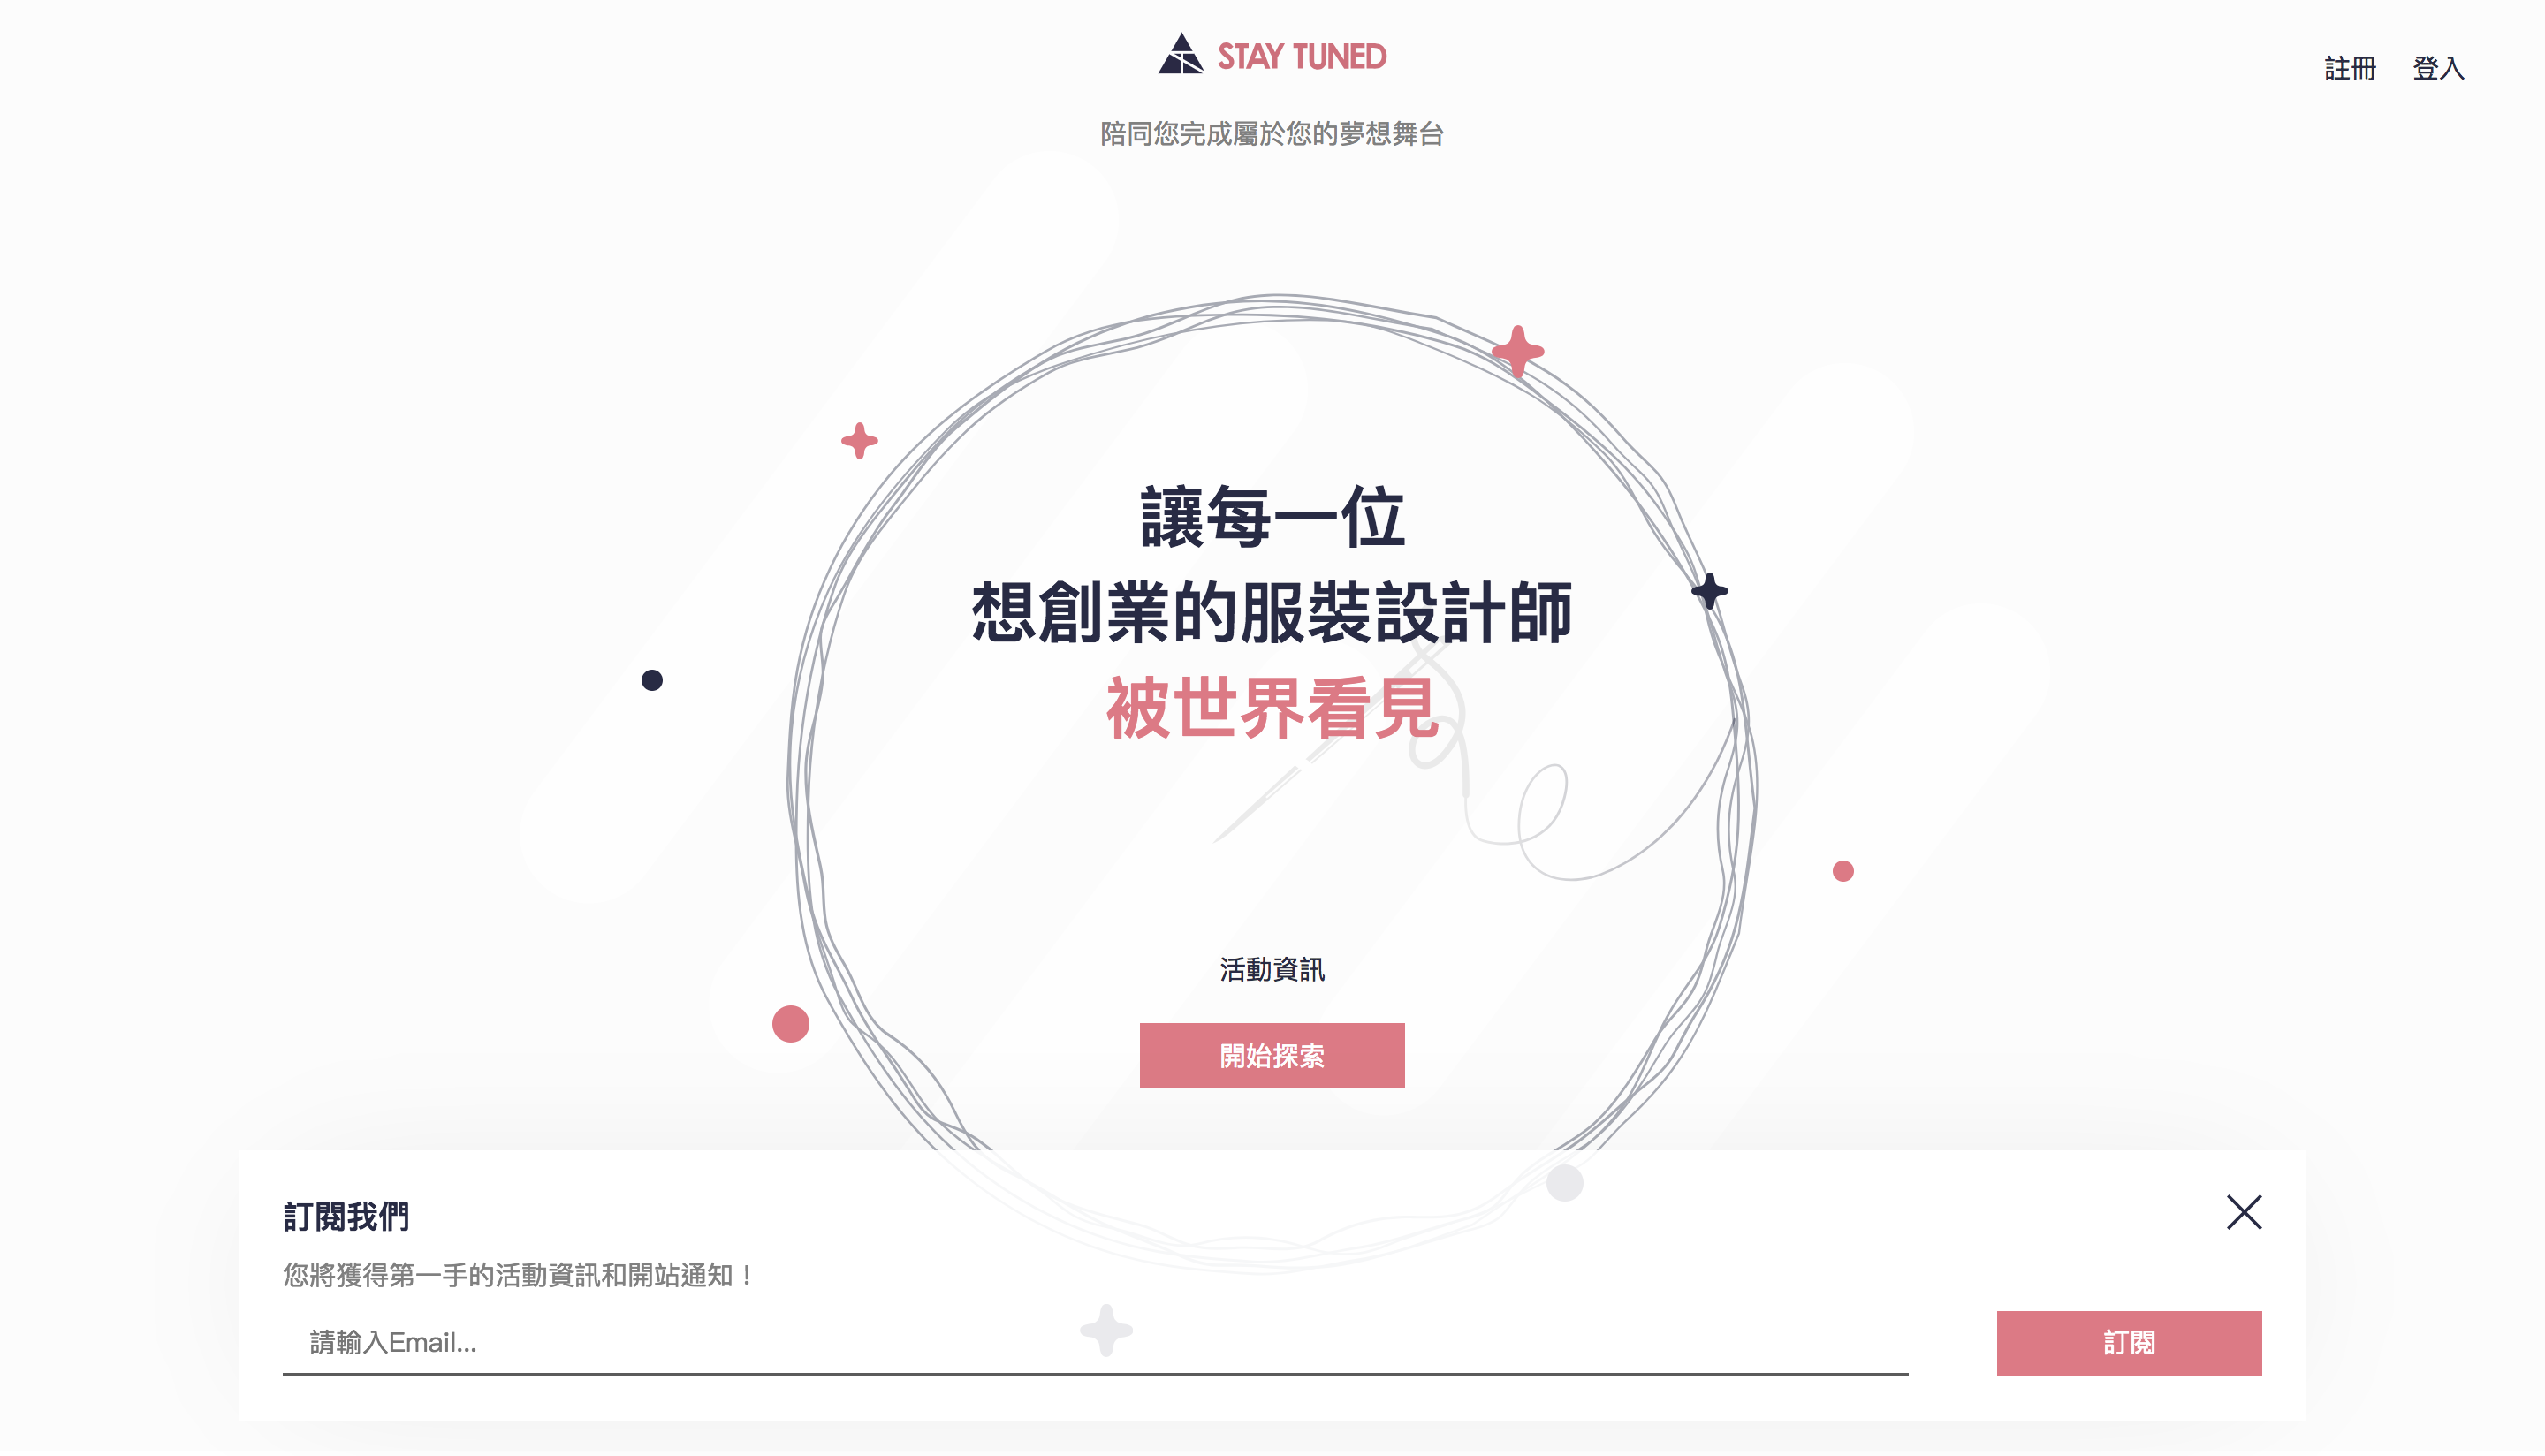 STAY TUNED
註冊 登入
陪同您完成屬於您的夢想舞台
讓每一位
想創業的服裝設計師
被世界看見
活動資訊
開始探索
訂閱我們
您將獲得第一手的活動資訊和開站通知！
請輸入Email...
訂閱